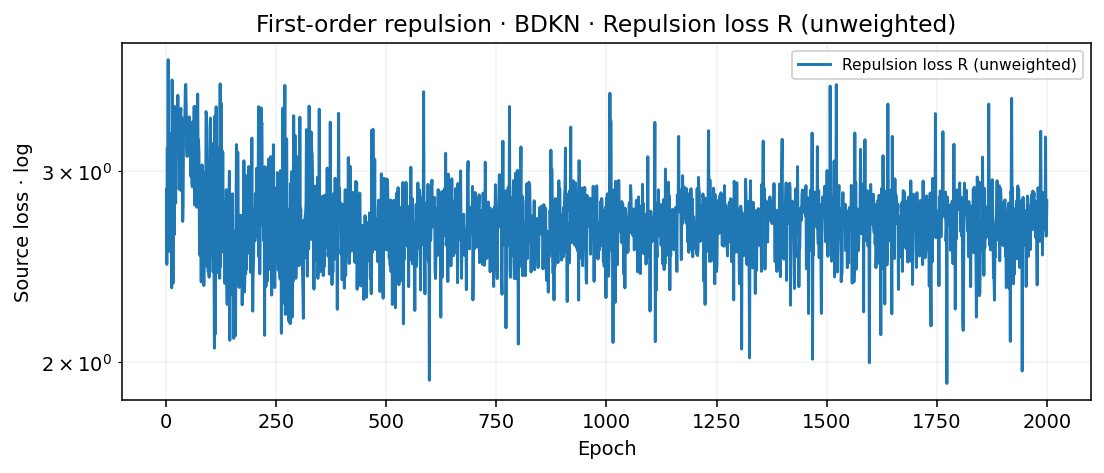 First-order repulsion · BDKN · Repulsion loss R (unweighted)
Repulsion loss R (unweighted)
Source loss · log
3 × 10⁰
2 × 10⁰
0 250 500 750 1000 1250 1500 1750 2000
Epoch